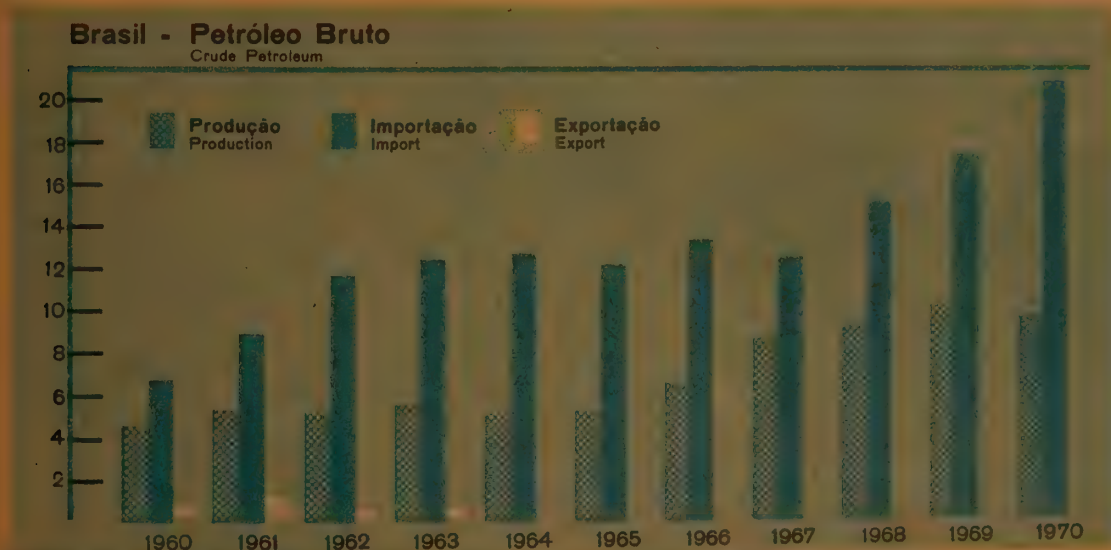 Brasil - Petróleo Bruto
Crude Petroleum
20
18
16
14
12
10
8
6
4
2
Produção
Production
Importação
Import
Exportação
Export
1960 1961 1962 1963 1964 1965 1966 1967 1968 1969 1970